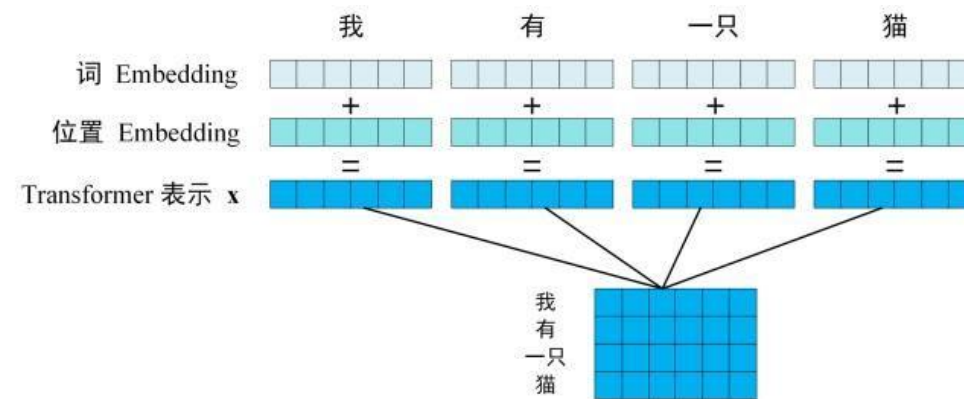 我 有 一只 猫
词 Embedding
+ + + +
位置 Embedding
= = = =
Transformer 表示 x
我
有
一只
猫